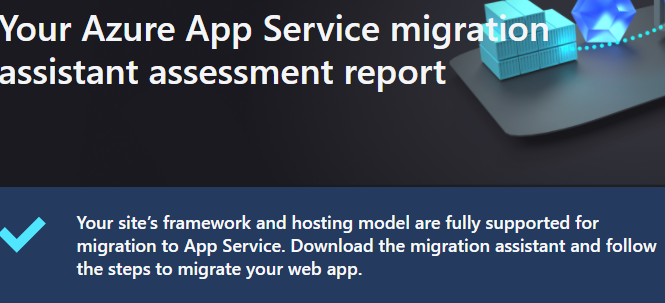 Your Azure App Service migration
assistant assessment report
Your site's framework and hosting model are fully supported for
migration to App Service. Download the migration assistant and follow
the steps to migrate your web app.